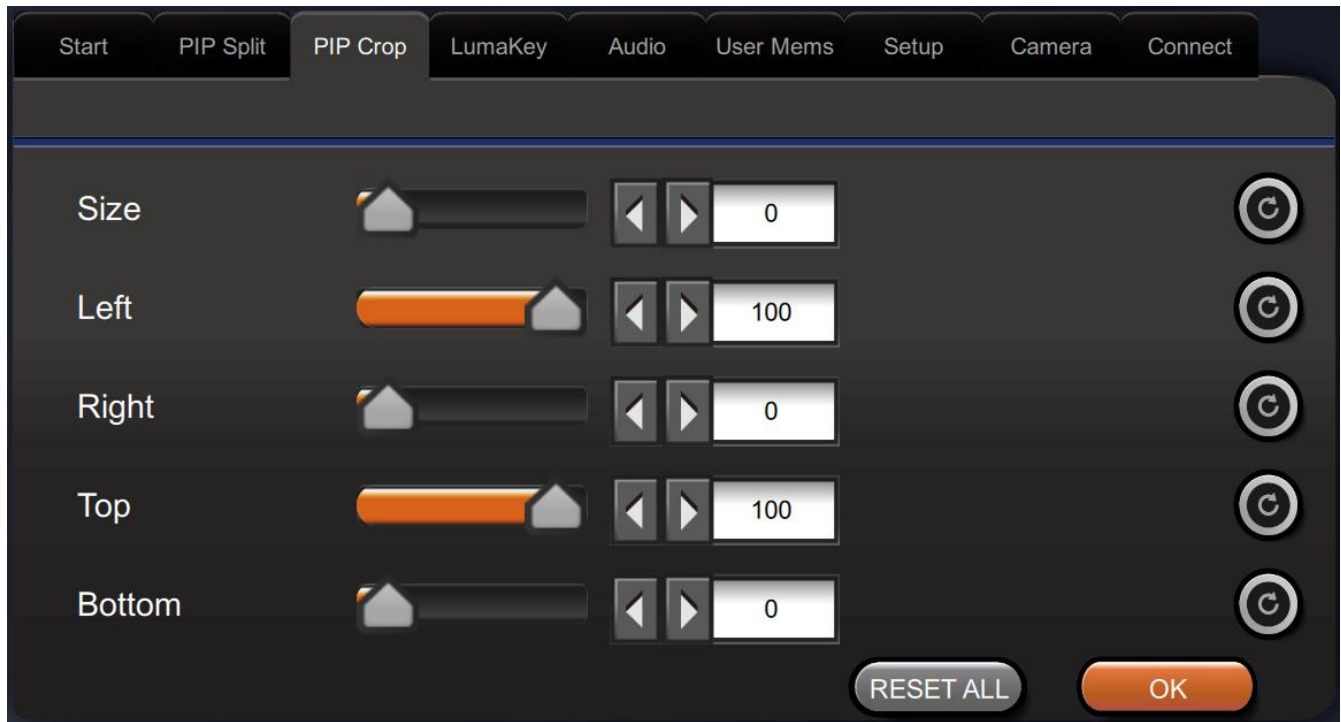 Start PIP Split PIP Crop LumaKey Audio User Mems Setup Camera Connect
Size 0
Left 100
Right 0
Top 100
Bottom 0
RESET ALL OK